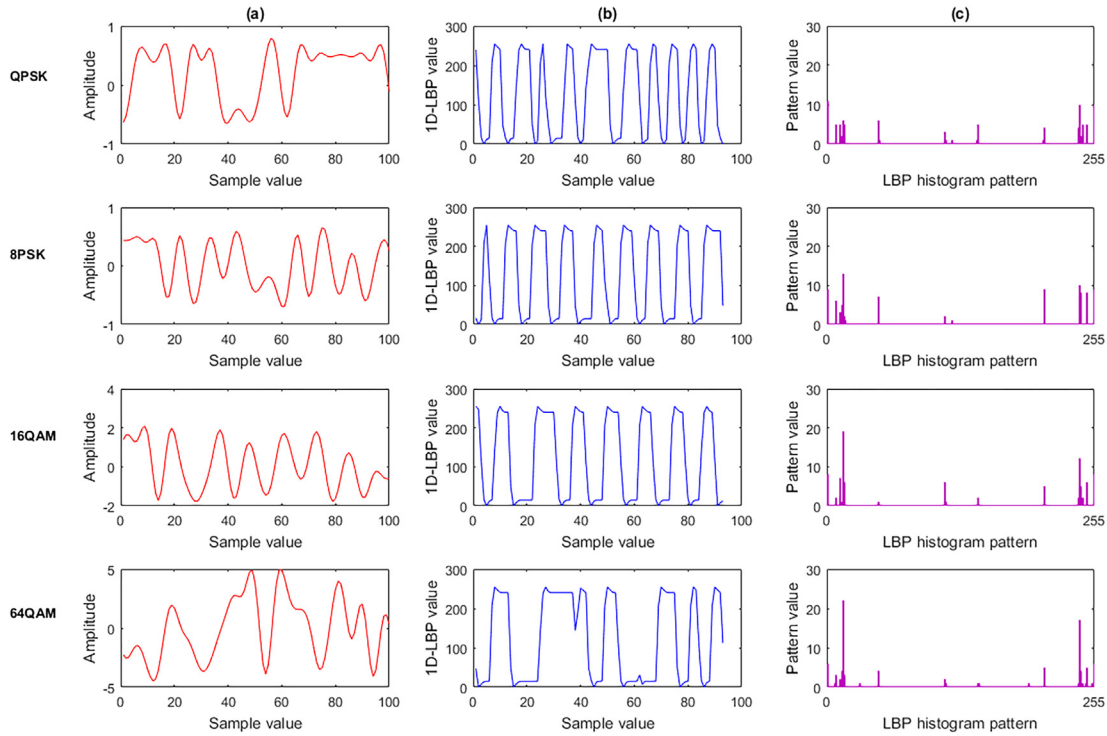 (a) (b) (c)
QPSK
Amplitude
1
0
-1
0 20 40 60 80 100
Sample value
1D-LBP value
300
200
100
0
0 20 40 60 80 100
Sample value
Pattern value
30
20
10
0
0 255
LBP histogram pattern
8PSK
Amplitude
1
0
-1
0 20 40 60 80 100
Sample value
1D-LBP value
300
200
100
0
0 20 40 60 80 100
Sample value
Pattern value
30
20
10
0
0 255
LBP histogram pattern
16QAM
Amplitude
4
2
0
-2
0 20 40 60 80 100
Sample value
1D-LBP value
300
200
100
0
0 20 40 60 80 100
Sample value
Pattern value
30
20
10
0
0 255
LBP histogram pattern
64QAM
Amplitude
5
0
-5
0 20 40 60 80 100
Sample value
1D-LBP value
300
200
100
0
0 20 40 60 80 100
Sample value
Pattern value
30
20
10
0
0 255
LBP histogram pattern